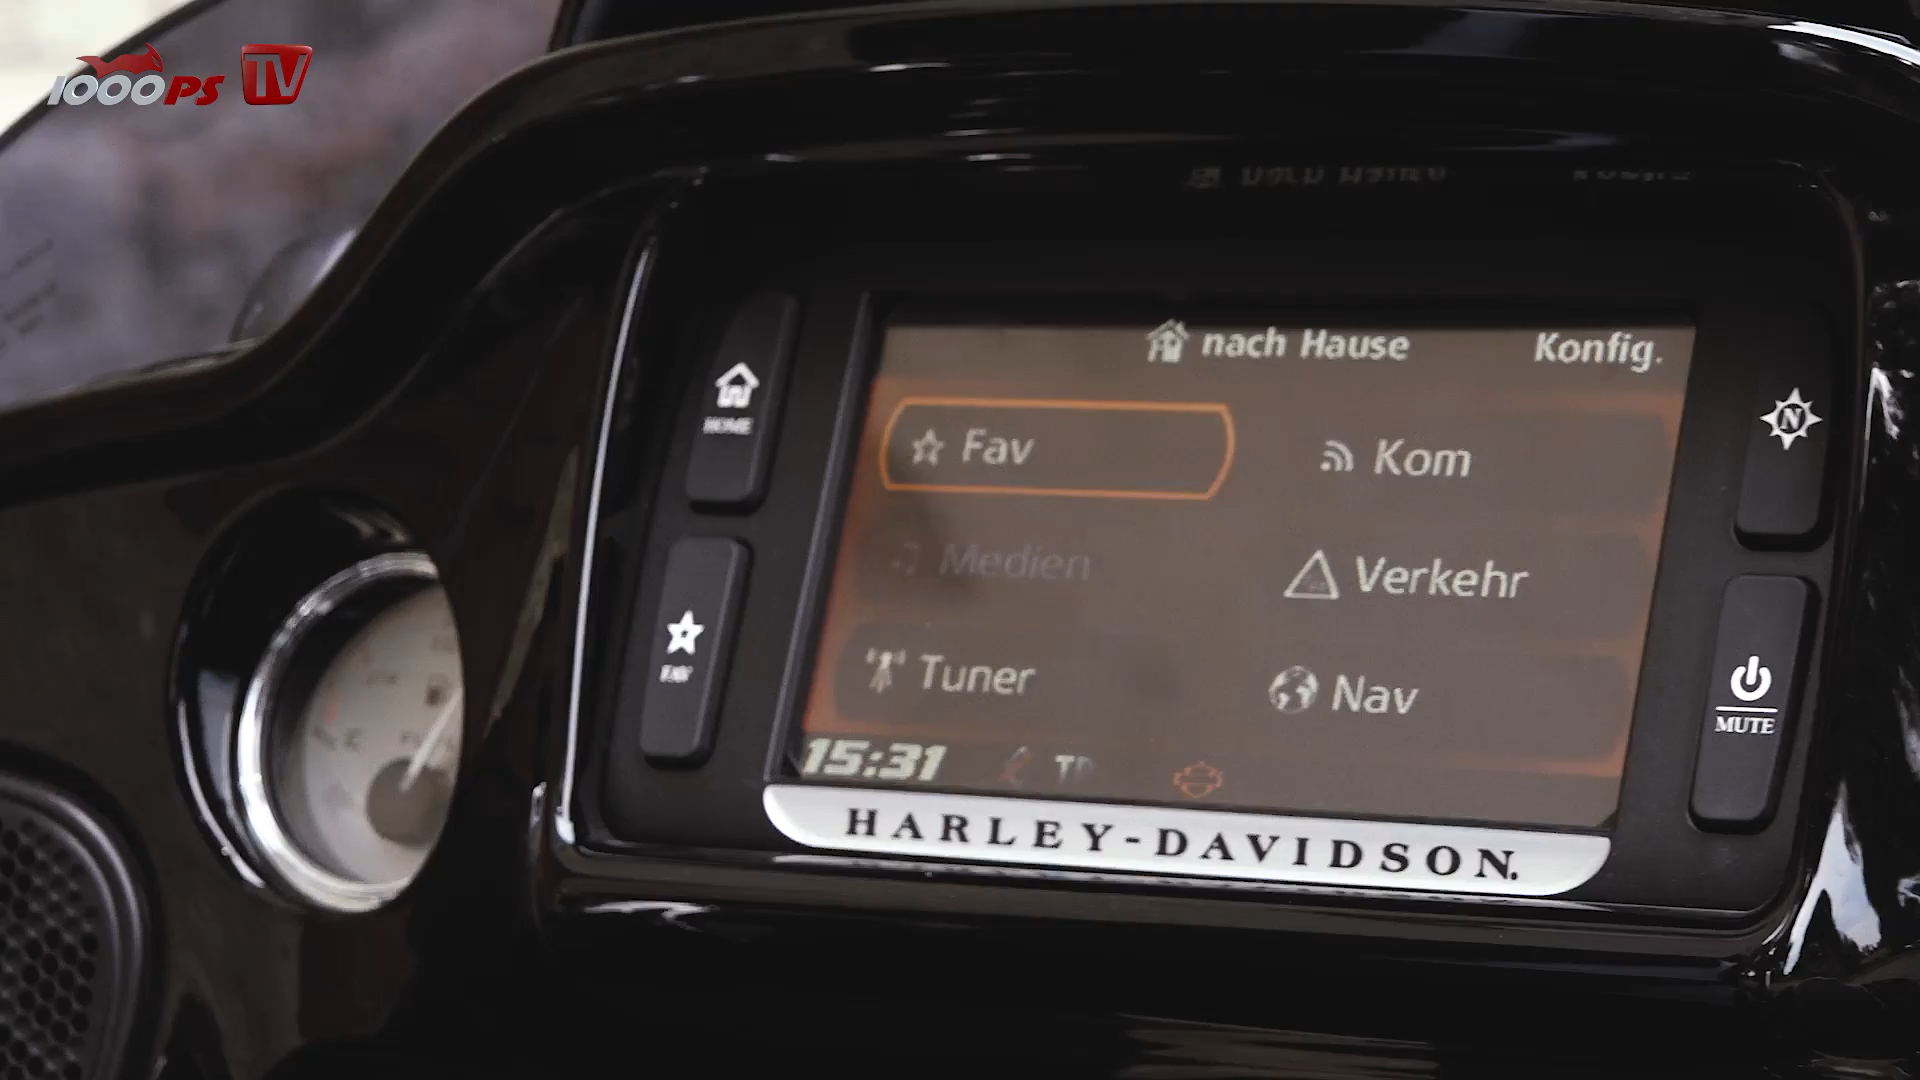 1000PS TV
nach Hause Konfig.
HOME
Fav Kom
N
Medien Verkehr
FAV
Tuner Nav
MUTE
15:31
HARLEY-DAVIDSON.